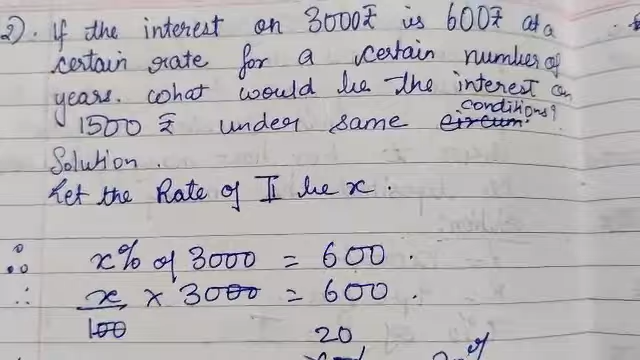 2). If the interest on 3000₹ is 600₹ at a
certain rate for a certain number of
years. What would be the interest on
conditions?
1500 ₹ under same circum.
Solution.
Let the Rate of II be x.
∴ x% of 3000 = 600.
∴ x/100 × 3000 = 600.
20